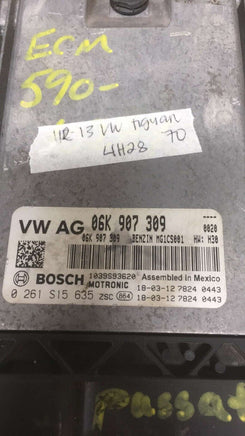 ECM
590-
112-13 VW tiguan
4H28 70
VW AG 06K 907 309
----
06K 907 309 BENZIN MG1CS001 HW: H30
0020
BOSCH 1039S93620 Assembled in Mexico
MOTRONIC 18-03-12 7824 0443
0 261 S15 635 ZSC 864 18-03-12 7824 0443
Passat